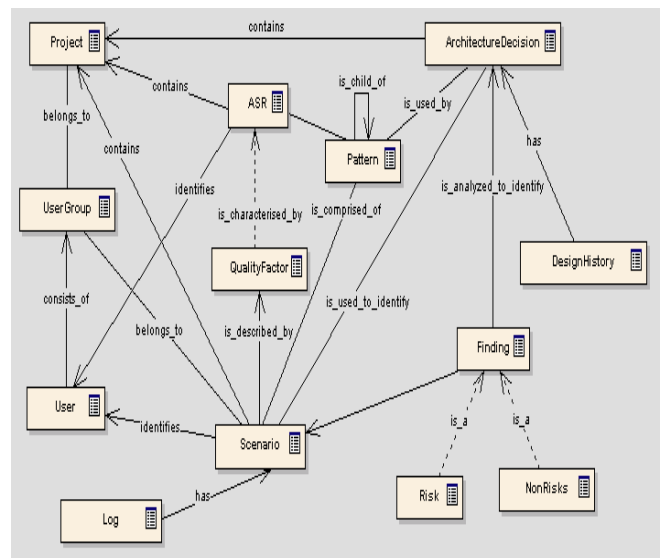 contains
Project
ArchitectureDecision
contains
is_child_of
ASR
is_used_by
belongs_to
contains
Pattern
has
identifies
is_analyzed_to_identify
UserGroup
is_characterised_by
is_comprised_of
QualityFactor
DesignHistory
consists_of
is_used_to_identify
belongs_to
is_described_by
Finding
User
identifies
Scenario
is_a
is_a
Risk
NonRisks
has
Log